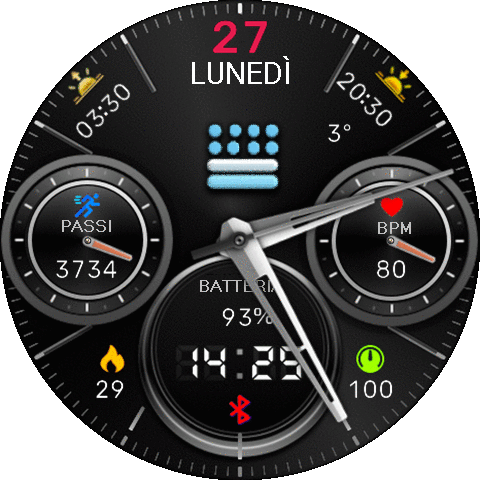 27
LUNEDÌ
03:30
20:30
3°
PASSI
3734
BPM
80
BATTERIA
93%
14:25
29
100